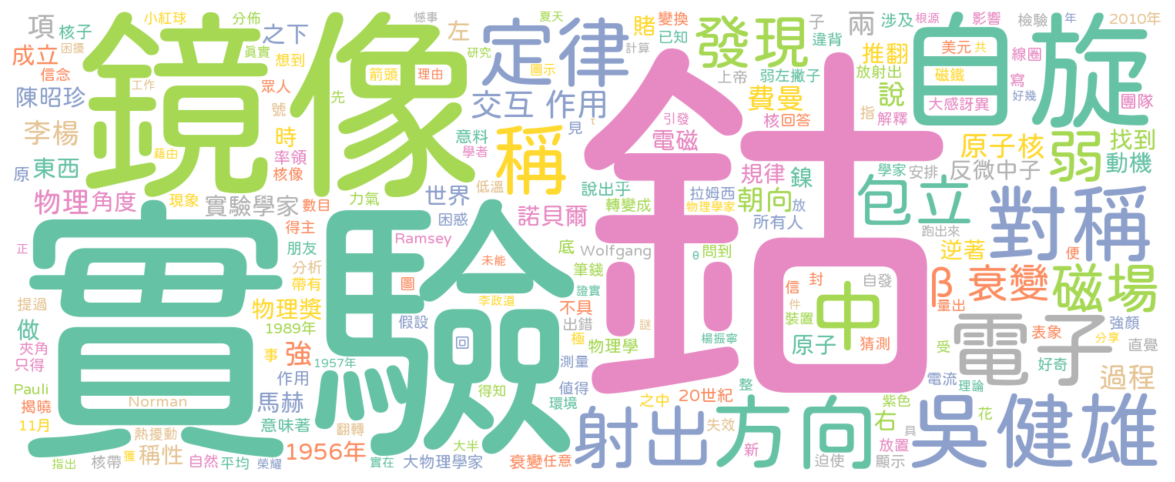 小紅球 分佈 憾事 夏天 分 變換 子 涉及 根源 影響 檢驗 年 2010年
項 核子 眞實 想到 左 賭 已知 違背 兩 美元 共 線圈
成立 之下 箭頭 理由 計算 推翻 放射出 磁鐵 寫 好幾
信念 困擾 工作 先 圖示 研究 上帝 弱左撇子 大感訝異 團隊
鏡像 定律 發現 自旋
陳昭珍 眾人 號 交互 作用 費曼 說 指 解釋
李楊 時 藉由 意料 見 稱 引發 電磁 核 回答 原子核 弱 找到 動機
原 東西 率領 核像 學者 規律 鎳 學家 安排 反微中子
物理 角度 現象 數目 力氣 世界 低溫 說出乎 拉姆西 朝向 放 包立 對稱
實驗學家 困惑 諾貝爾 轉變成 物理學家 所有人 跑出來
正 得主 朋友 Ramsey 底 Wolfgang 問到 θ 逆著 便
實驗 鈷 中 β 衰變 磁場
分析 帶有 未能 筆錢 證實 封 信 自發 量出
提過 物理獎 圖 李政道 不具 件 電子
做 1989年 假設 出錯 謎 裝置 受 表象 強顏
夾角 事 強 回 極 楊振寧 原子 猜測 好奇 分享 直覺
只得 1957年 物理學 測量 整 電流 理論 過程
Pauli 作用 得知 值得 20世紀 之中 紫色
揭曉 Norman 馬赫 環境 射出 方向 右 花 吳健雄
11月 熱擾動 意味著 翻轉 失效 新 放置 具
指出 核帶 稱性 自然 平均 榮耀 1956年 實在 大半 大物理學家 衰變 任意 迫使 顯示